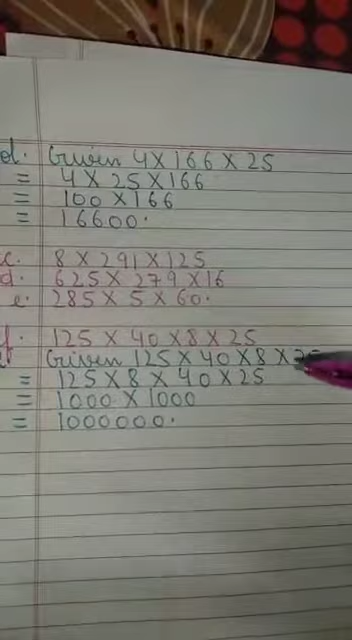 Given 4 X 166 X 25
= 4 X 25 X 166
= 100 X 166
= 16600.
c. 8 X 291 X 125
d. 625 X 279 X 16
e. 285 X 5 X 60.
f. 125 X 40 X 8 X 25
Given 125 X 40 X 8 X
= 125 X 8 X 40 X 25
= 1000 X 1000
= 1000000.